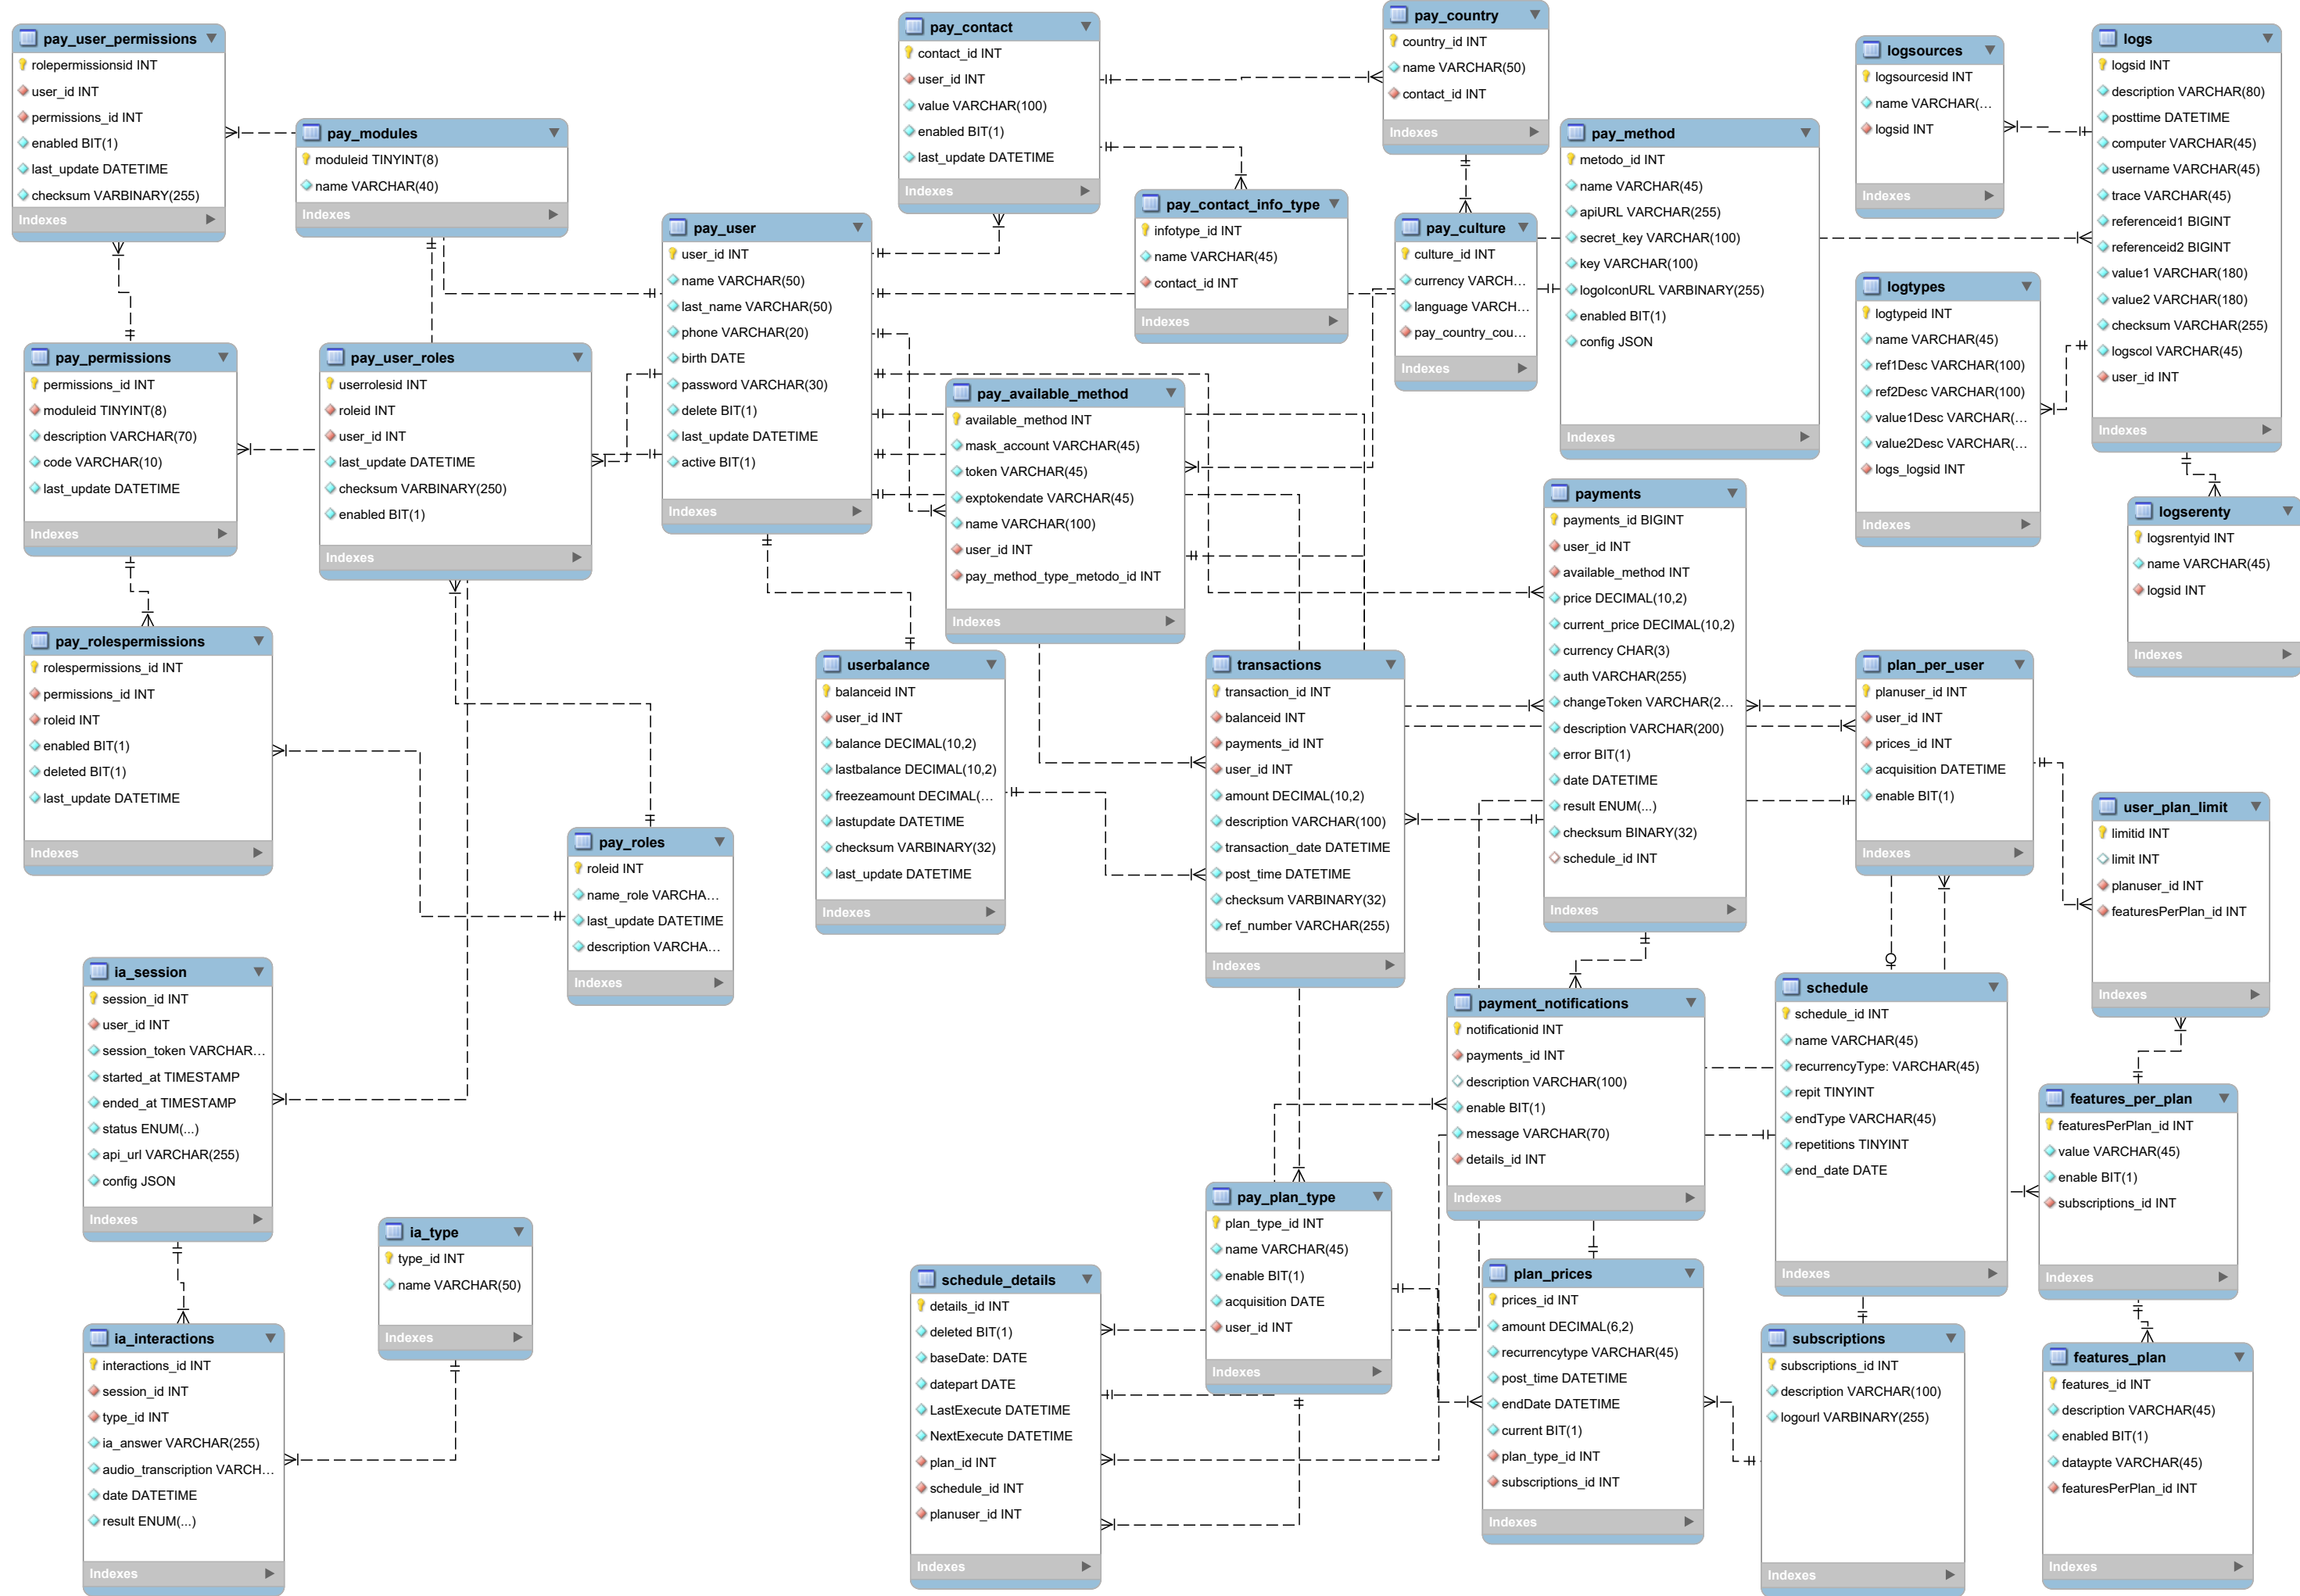 pay_user_permissions
rolepermissionsid INT
user_id INT
permissions_id INT
enabled BIT(1)
last_update DATETIME
checksum VARBINARY(255)
Indexes
pay_modules
moduleid TINYINT(8)
name VARCHAR(40)
Indexes
pay_permissions
permissions_id INT
moduleid TINYINT(8)
description VARCHAR(70)
code VARCHAR(10)
last_update DATETIME
Indexes
pay_user_roles
userrolesid INT
roleid INT
user_id INT
last_update DATETIME
checksum VARBINARY(250)
enabled BIT(1)
Indexes
pay_rolespermissions
rolespermissions_id INT
permissions_id INT
roleid INT
enabled BIT(1)
deleted BIT(1)
last_update DATETIME
Indexes
pay_roles
roleid INT
name_role VARCHA...
last_update DATETIME
description VARCHA...
Indexes
ia_session
session_id INT
user_id INT
session_token VARCHAR...
started_at TIMESTAMP
ended_at TIMESTAMP
status ENUM(...)
api_url VARCHAR(255)
config JSON
Indexes
ia_type
type_id INT
name VARCHAR(50)
Indexes
ia_interactions
interactions_id INT
session_id INT
type_id INT
ia_answer VARCHAR(255)
audio_transcription VARCH...
date DATETIME
result ENUM(...)
Indexes
pay_user
user_id INT
name VARCHAR(50)
last_name VARCHAR(50)
phone VARCHAR(20)
birth DATE
password VARCHAR(30)
delete BIT(1)
last_update DATETIME
active BIT(1)
Indexes
pay_contact
contact_id INT
user_id INT
value VARCHAR(100)
enabled BIT(1)
last_update DATETIME
Indexes
pay_contact_info_type
infotype_id INT
name VARCHAR(45)
contact_id INT
Indexes
pay_country
country_id INT
name VARCHAR(50)
contact_id INT
Indexes
pay_culture
culture_id INT
currency VARCH...
language VARCH...
pay_country_cou...
Indexes
pay_method
metodo_id INT
name VARCHAR(45)
apiURL VARCHAR(255)
secret_key VARCHAR(100)
key VARCHAR(100)
logoIconURL VARBINARY(255)
enabled BIT(1)
config JSON
Indexes
logsources
logsourcesid INT
name VARCHAR(...
logsid INT
Indexes
logs
logsid INT
description VARCHAR(80)
posttime DATETIME
computer VARCHAR(45)
username VARCHAR(45)
trace VARCHAR(45)
referenceid1 BIGINT
referenceid2 BIGINT
value1 VARCHAR(180)
value2 VARCHAR(180)
checksum VARCHAR(255)
logscol VARCHAR(45)
user_id INT
Indexes
logtypes
logtypeid INT
name VARCHAR(45)
ref1Desc VARCHAR(100)
ref2Desc VARCHAR(100)
value1Desc VARCHAR(...
value2Desc VARCHAR(...
logs_logsid INT
Indexes
logserenty
logsrentyid INT
name VARCHAR(45)
logsid INT
Indexes
pay_available_method
available_method INT
mask_account VARCHAR(45)
token VARCHAR(45)
exptokendate VARCHAR(45)
name VARCHAR(100)
user_id INT
pay_method_type_metodo_id INT
Indexes
userbalance
balanceid INT
user_id INT
balance DECIMAL(10,2)
lastbalance DECIMAL(10,2)
freezeamount DECIMAL(...
lastupdate DATETIME
checksum VARBINARY(32)
last_update DATETIME
Indexes
transactions
transaction_id INT
balanceid INT
payments_id INT
user_id INT
amount DECIMAL(10,2)
description VARCHAR(100)
transaction_date DATETIME
post_time DATETIME
checksum VARBINARY(32)
ref_number VARCHAR(255)
Indexes
payments
payments_id BIGINT
user_id INT
available_method INT
price DECIMAL(10,2)
current_price DECIMAL(10,2)
currency CHAR(3)
auth VARCHAR(255)
changeToken VARCHAR(2...
description VARCHAR(200)
error BIT(1)
date DATETIME
result ENUM(...)
checksum BINARY(32)
schedule_id INT
Indexes
plan_per_user
planuser_id INT
user_id INT
prices_id INT
acquisition DATETIME
enable BIT(1)
Indexes
user_plan_limit
limitid INT
limit INT
planuser_id INT
featuresPerPlan_id INT
Indexes
payment_notifications
notificationid INT
payments_id INT
description VARCHAR(100)
enable BIT(1)
message VARCHAR(70)
details_id INT
Indexes
schedule
schedule_id INT
name VARCHAR(45)
recurrencyType: VARCHAR(45)
repit TINYINT
endType VARCHAR(45)
repetitions TINYINT
end_date DATE
Indexes
features_per_plan
featuresPerPlan_id INT
value VARCHAR(45)
enable BIT(1)
subscriptions_id INT
Indexes
pay_plan_type
plan_type_id INT
name VARCHAR(45)
enable BIT(1)
acquisition DATE
user_id INT
Indexes
schedule_details
details_id INT
deleted BIT(1)
baseDate: DATE
datepart DATE
LastExecute DATETIME
NextExecute DATETIME
plan_id INT
schedule_id INT
planuser_id INT
Indexes
plan_prices
prices_id INT
amount DECIMAL(6,2)
recurrencytype VARCHAR(45)
post_time DATETIME
endDate DATETIME
current BIT(1)
plan_type_id INT
subscriptions_id INT
Indexes
subscriptions
subscriptions_id INT
description VARCHAR(100)
logourl VARBINARY(255)
Indexes
features_plan
features_id INT
description VARCHAR(45)
enabled BIT(1)
dataypte VARCHAR(45)
featuresPerPlan_id INT
Indexes